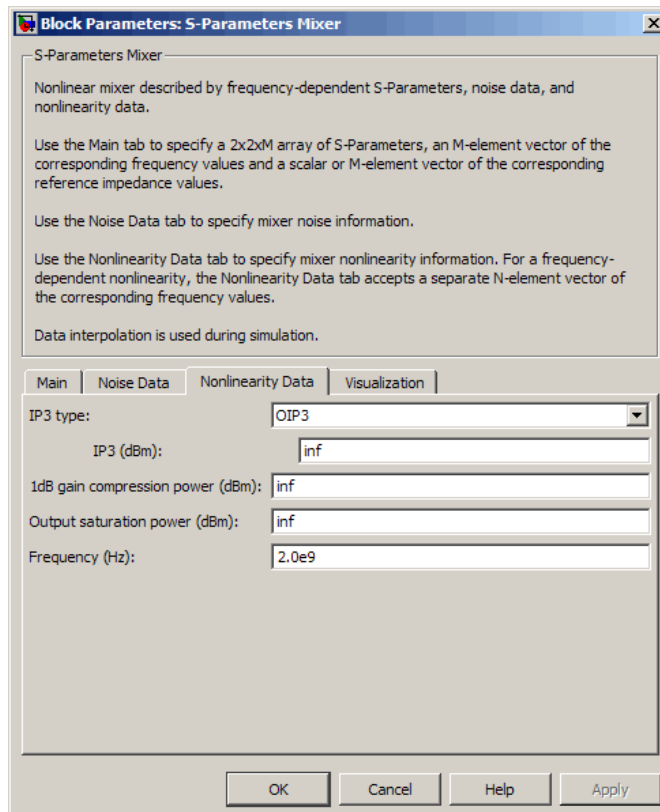 Block Parameters: S-Parameters Mixer
S-Parameters Mixer
Nonlinear mixer described by frequency-dependent S-Parameters, noise data, and
nonlinearity data.
Use the Main tab to specify a 2x2xM array of S-Parameters, an M-element vector of the
corresponding frequency values and a scalar or M-element vector of the corresponding
reference impedance values.
Use the Noise Data tab to specify mixer noise information.
Use the Nonlinearity Data tab to specify mixer nonlinearity information. For a frequency-
dependent nonlinearity, the Nonlinearity Data tab accepts a separate N-element vector of
the corresponding frequency values.
Data interpolation is used during simulation.
Main Noise Data Nonlinearity Data Visualization
IP3 type: OIP3
IP3 (dBm): inf
1dB gain compression power (dBm): inf
Output saturation power (dBm): inf
Frequency (Hz): 2.0e9
OK Cancel Help Apply